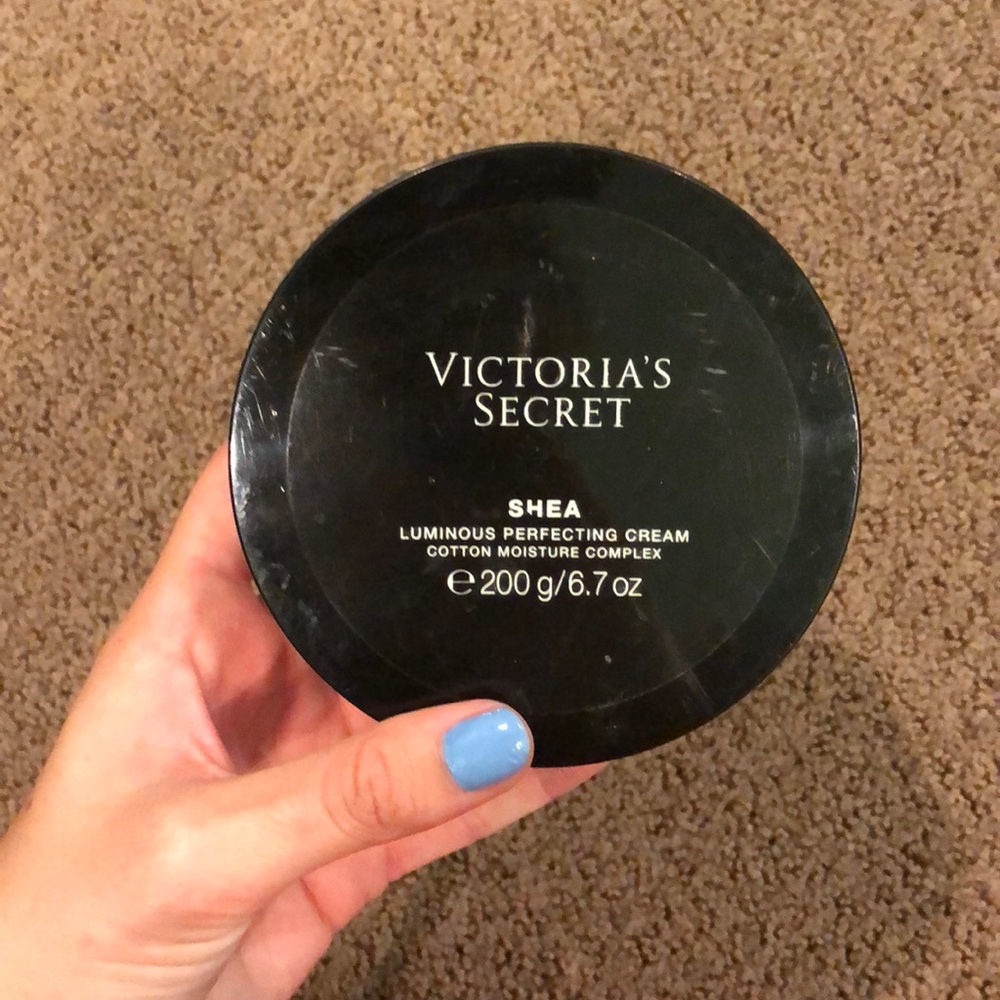 VICTORIA'S
SECRET
SHEA
LUMINOUS PERFECTING CREAM
COTTON MOISTURE COMPLEX
℮ 200 g/6.7 oz